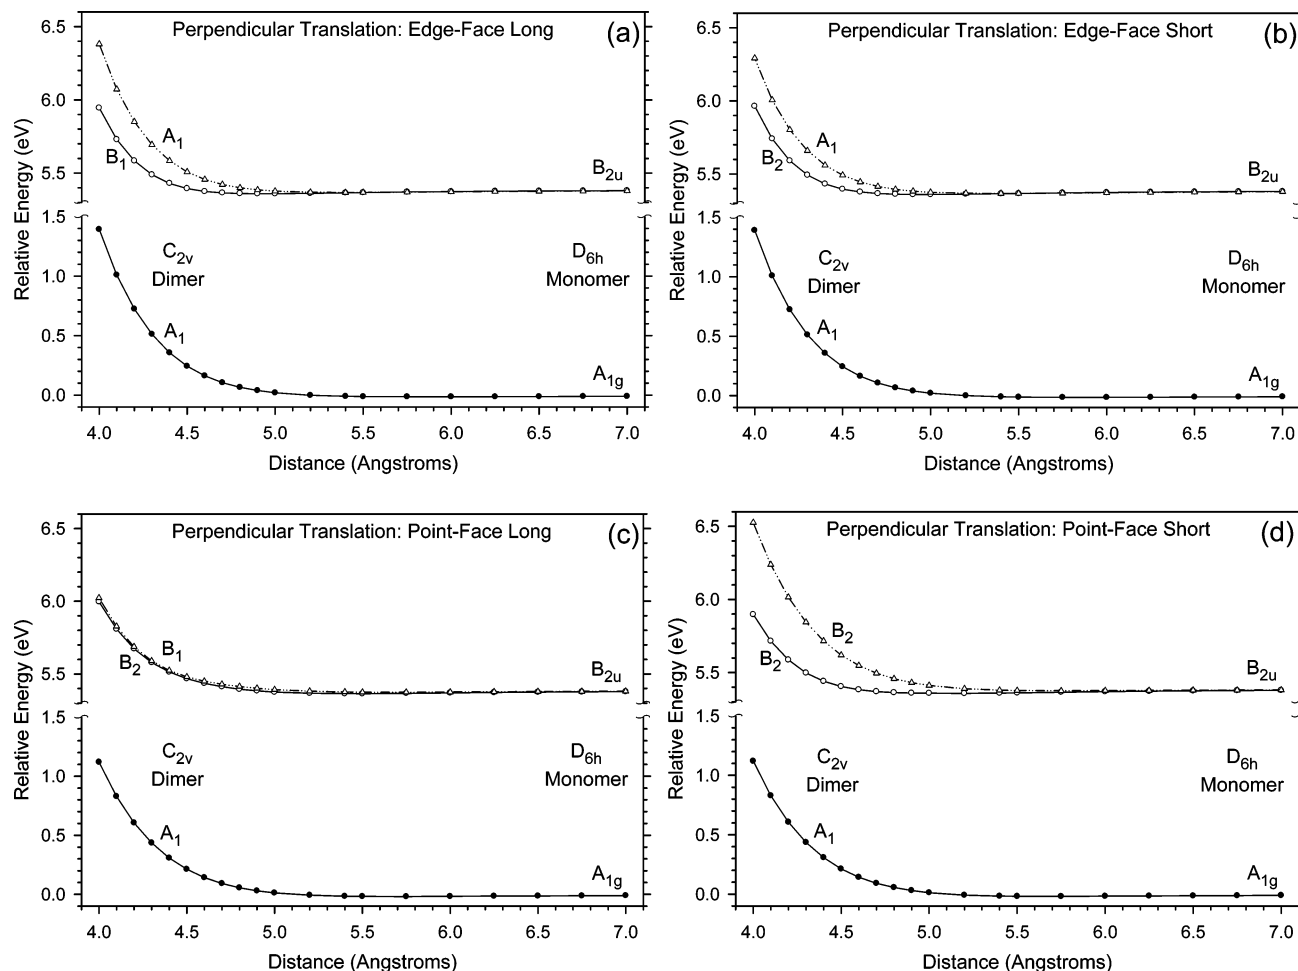 Perpendicular Translation: Edge-Face Long
(a)
Relative Energy (eV)
6.5
6.0
5.5
1.5
1.0
0.5
0.0
A1
B1
B2u
C2v
Dimer
D6h
Monomer
A1
A1g
4.0 4.5 5.0 5.5 6.0 6.5 7.0
Distance (Angstroms)
Perpendicular Translation: Edge-Face Short
(b)
Relative Energy (eV)
6.5
6.0
5.5
1.5
1.0
0.5
0.0
A1
B2
B2u
C2v
Dimer
D6h
Monomer
A1
A1g
4.0 4.5 5.0 5.5 6.0 6.5 7.0
Distance (Angstroms)
Perpendicular Translation: Point-Face Long
(c)
Relative Energy (eV)
6.5
6.0
5.5
1.5
1.0
0.5
0.0
B1
B2
B2u
C2v
Dimer
D6h
Monomer
A1
A1g
4.0 4.5 5.0 5.5 6.0 6.5 7.0
Distance (Angstroms)
Perpendicular Translation: Point-Face Short
(d)
Relative Energy (eV)
6.5
6.0
5.5
1.5
1.0
0.5
0.0
B2
B2
B2u
C2v
Dimer
D6h
Monomer
A1
A1g
4.0 4.5 5.0 5.5 6.0 6.5 7.0
Distance (Angstroms)